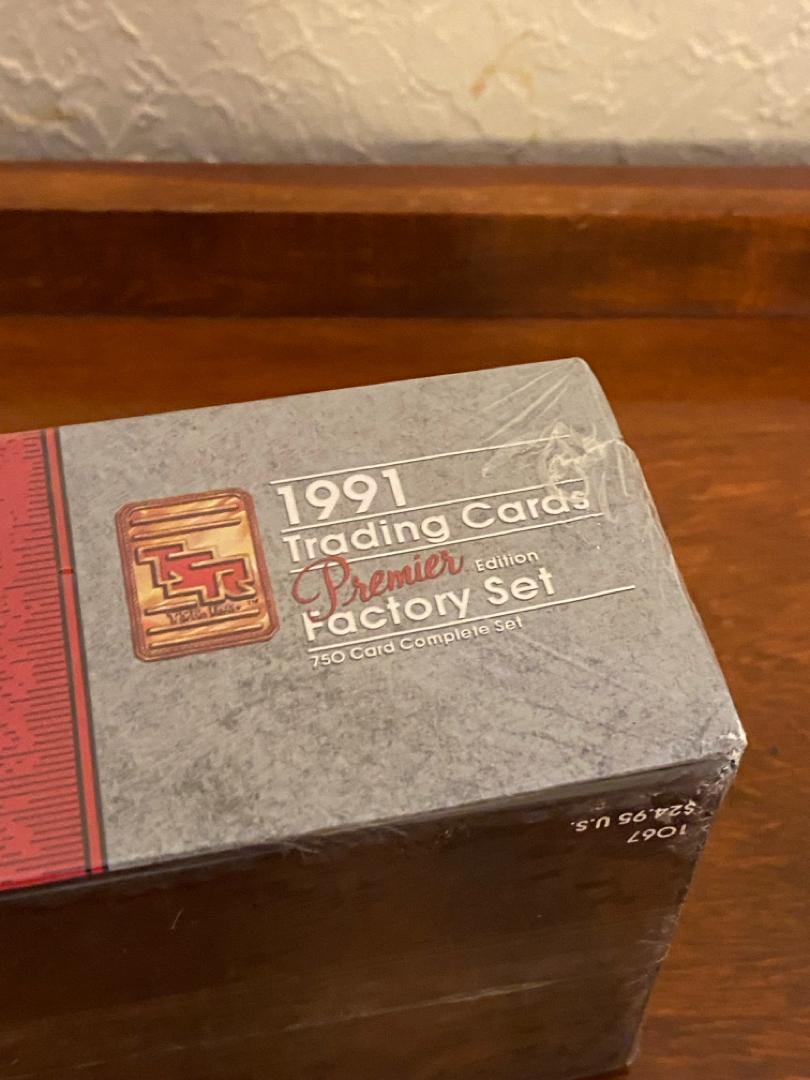 TSR
1991
Trading Cards
Premier Edition
Factory Set
750 Card Complete Set
1067
$24.95 U.S.